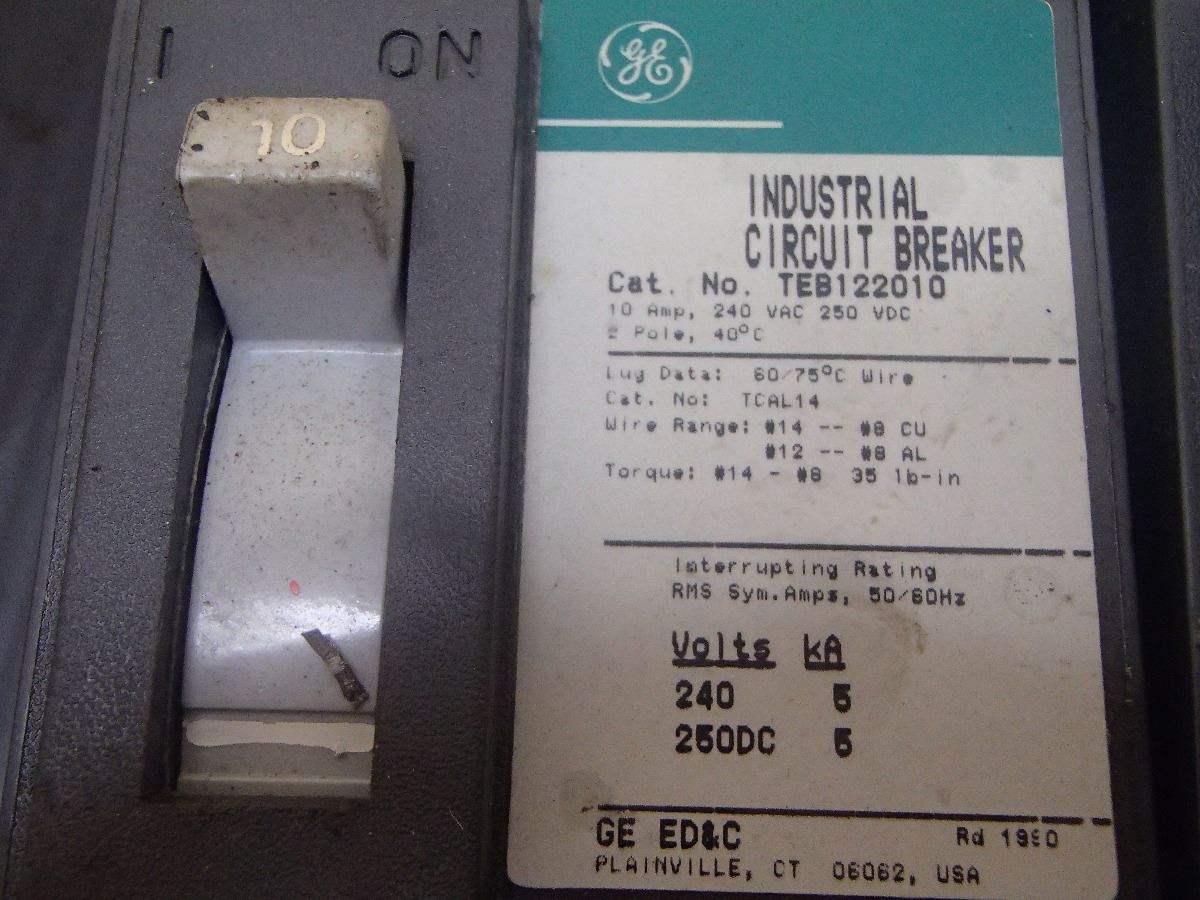 I ON
10
GE
INDUSTRIAL
CIRCUIT BREAKER
Cat. No. TEB122010
10 Amp, 240 VAC 250 VDC
2 Pole, 40°C
Lug Data: 60/75°C Wire
Cat. No: TCAL14
Wire Range: #14 -- #8 CU
#12 -- #8 AL
Torque: #14 - #8 35 lb-in
Interrupting Rating
RMS Sym.Amps, 50/60Hz
Volts kA
240 5
250DC 5
GE ED&C Rd 1990
PLAINVILLE, CT 06062, USA